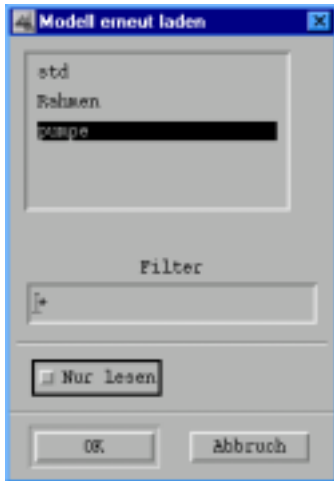 Modell erneut laden
std
Rahmen
pumpe
Filter
*
Nur lesen
OK
Abbruch